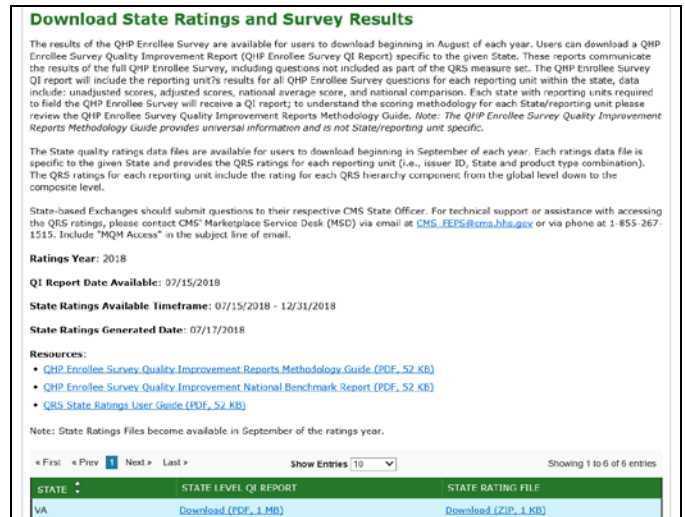 Download State Ratings and Survey Results
The results of the QHP Enrollee Survey are available for users to download beginning in August of each year. Users can download a QHP
Enrollee Survey Quality Improvement Report (QHP Enrollee Survey QI Report) specific to the given State. These reports communicate
the results of the full QHP Enrollee Survey, including questions not included as part of the QRS measure set. The QHP Enrollee Survey
QI report will include the reporting unit?s results for all QHP Enrollee Survey questions for each reporting unit within the state, data
include: unadjusted scores, adjusted scores, national average score, and national comparison. Each state with reporting units required
to field the QHP Enrollee Survey will receive a QI report; to understand the scoring methodology for each State/reporting unit please
review the QHP Enrollee Survey Quality Improvement Reports Methodology Guide. Note: The QHP Enrollee Survey Quality Improvement
Reports Methodology Guide provides universal information and is not State/reporting unit specific.
The State quality ratings data files are available for users to download beginning in September of each year. Each ratings data file is
specific to the given State and provides the QRS ratings for each reporting unit (i.e., issuer ID, State and product type combination).
The QRS ratings for each reporting unit include the rating for each QRS hierarchy component from the global level down to the
composite level.
State-based Exchanges should submit questions to their respective CMS State Officer. For technical support or assistance with accessing
the QRS ratings, please contact CMS' Marketplace Service Desk (MSD) via email at CMS_FEPS@cms.hhs.gov or via phone at 1-855-267-
1515. Include "MQM Access" in the subject line of email.
Ratings Year: 2018
QI Report Date Available: 07/15/2018
State Ratings Available Timeframe: 07/15/2018 - 12/31/2018
State Ratings Generated Date: 07/17/2018
Resources:
• QHP Enrollee Survey Quality Improvement Reports Methodology Guide (PDF, 52 KB)
• QHP Enrollee Survey Quality Improvement National Benchmark Report (PDF, 52 KB)
• QRS State Ratings User Guide (PDF, 52 KB)
Note: State Ratings Files become available in September of the ratings year.
« First « Prev 1 Next » Last » Show Entries 10 Showing 1 to 6 of 6 entries
STATE STATE LEVEL QI REPORT STATE RATING FILE
VA Download (PDF, 1 MB) Download (ZIP, 1 KB)